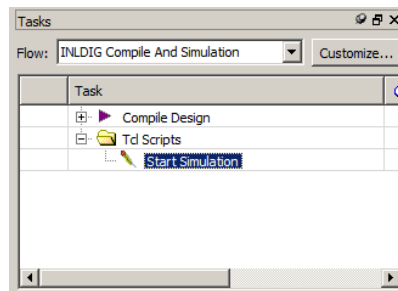 Tasks
Flow: INLDIG Compile And Simulation Customize...
Task
Compile Design
Tcl Scripts
Start Simulation